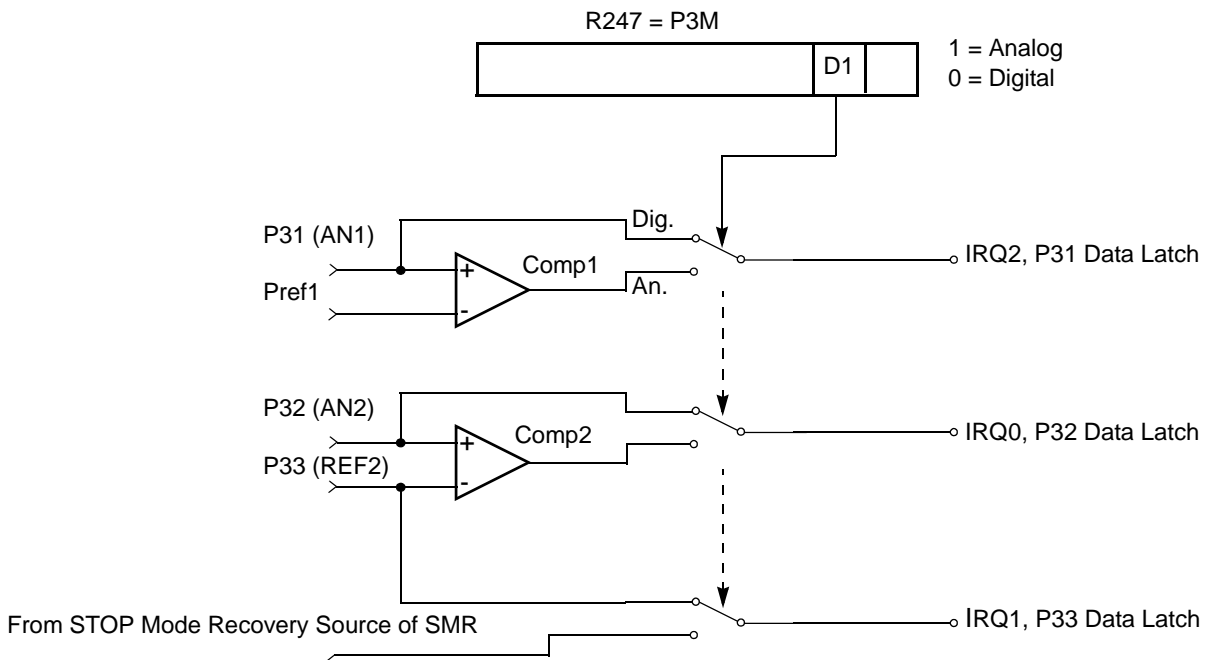 R247 = P3M
D1
1 = Analog
0 = Digital
P31 (AN1)
Dig.
Pref1
+
-
Comp1
An.
IRQ2, P31 Data Latch
P32 (AN2)
P33 (REF2)
+
-
Comp2
IRQ0, P32 Data Latch
From STOP Mode Recovery Source of SMR
IRQ1, P33 Data Latch